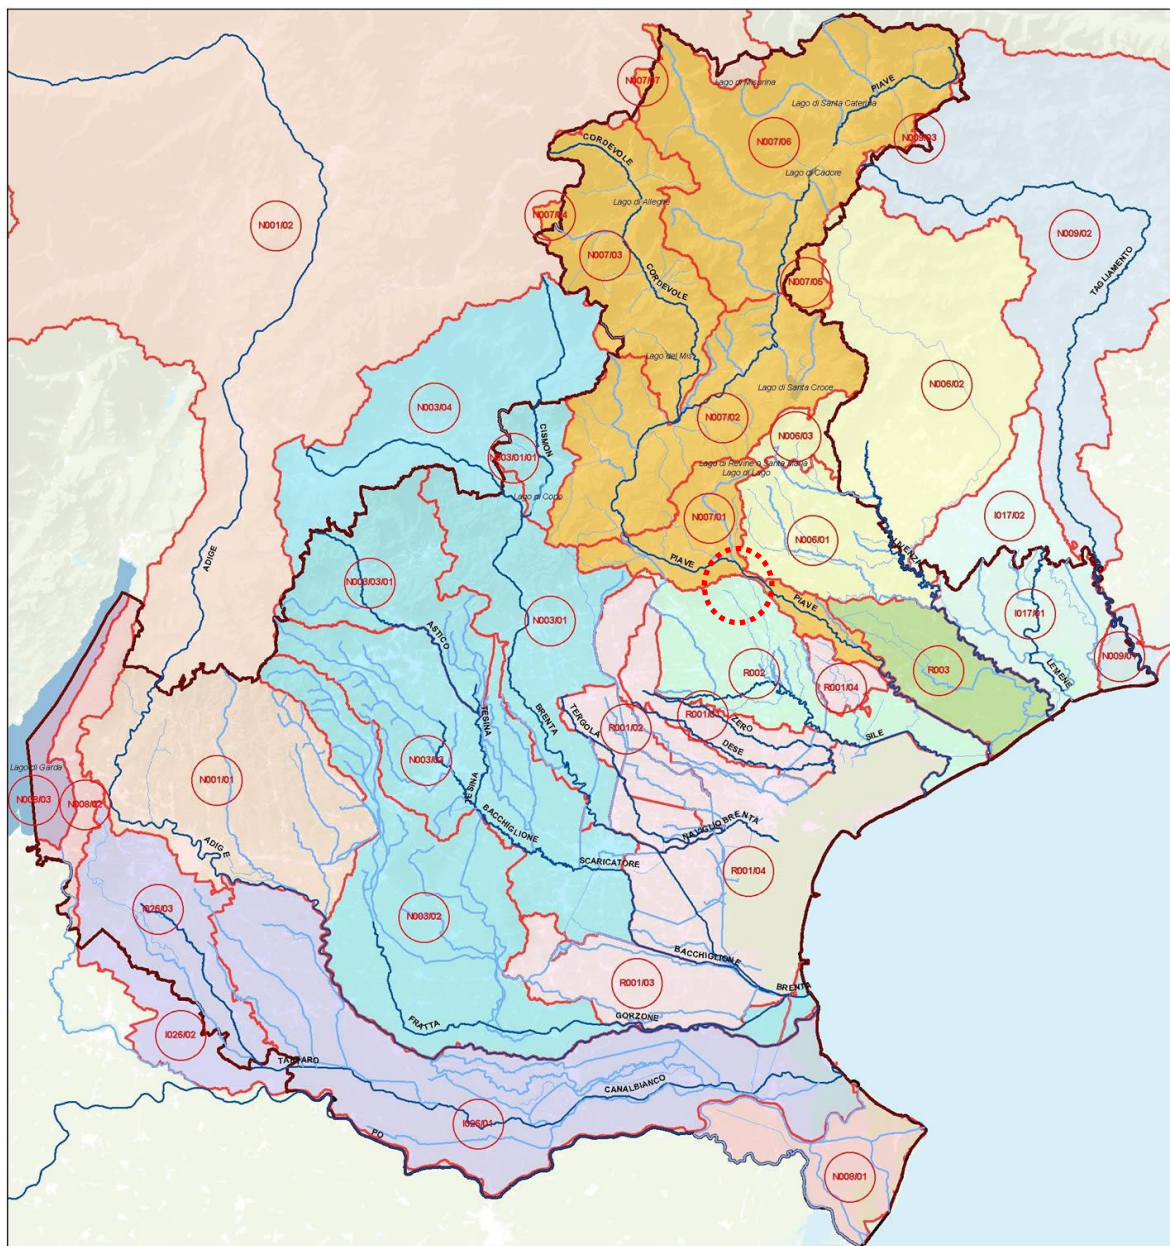 N007/07
Lago di Misurina
PIAVE
Lago di Santa Caterina
CORDEVOLE
N007/06
N009/03
Lago di Cadore
Lago di Alleghe
N007/04
N001/02
N009/02
N007/03
CORDEVOLE
N007/05
TAGLIAMENTO
Lago del Mis
Lago di Santa Croce
N006/02
N003/04
N007/02
N006/03
CISMON
N003/01/01
Lago di Revine o Santa Maria
Lago di Lago
Lago di Corlo
N007/01
I017/02
N006/01
LIVENZA
ADIGE
PIAVE
N003/03/01
PIAVE
N003/01
I017/01
ASTICO
R002
R003
N009/01
LEMENE
R001/04
TESINA
BRENTA
TERGOLA
R001/02
R001/01
ZERO
DESE
SILE
N003/03
Lago di Garda
N001/01
N008/03
N008/02
TESINA
BACCHIGLIONE
NAVIGLIO BRENTA
ADIGE
SCARICATORE
R001/04
I026/03
N003/02
BACCHIGLIONE
R001/03
BRENTA
GORZONE
FRATTA
I026/02
TARTARO
CANALBIANCO
I026/01
PO
N008/01